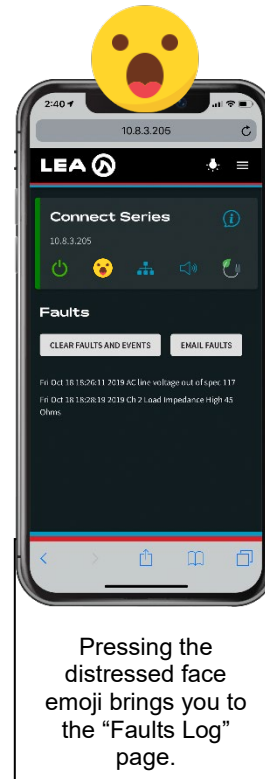 2:40
10.8.3.205
LEA
Connect Series
10.8.3.205
Faults
CLEAR FAULTS AND EVENTS EMAIL FAULTS
Fri Oct 18 18:26:11 2019 AC line voltage out of spec 117
Fri Oct 18 18:28:19 2019 Ch 2 Load Impedance High 45
Ohms
Pressing the
distressed face
emoji brings you to
the “Faults Log”
page.